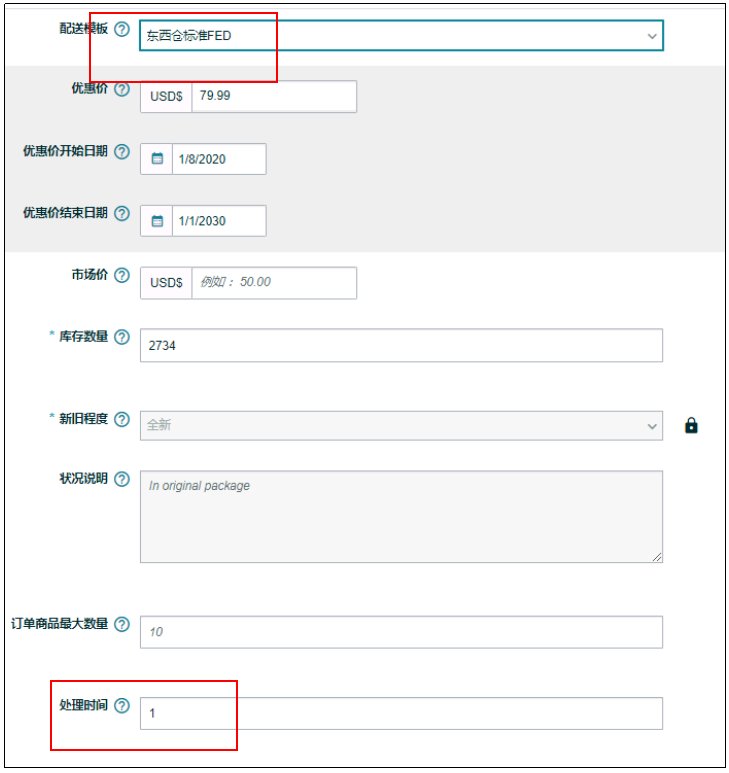 配送模板 ? 东西仓标准FED
优惠价 ? USD$ 79.99
优惠价开始日期 ? 1/8/2020
优惠价结束日期 ? 1/1/2030
市场价 ? USD$ 例如： 50.00
* 库存数量 ? 2734
* 新旧程度 ? 全新
状况说明 ? In original package
订单商品最大数量 ? 10
处理时间 ? 1